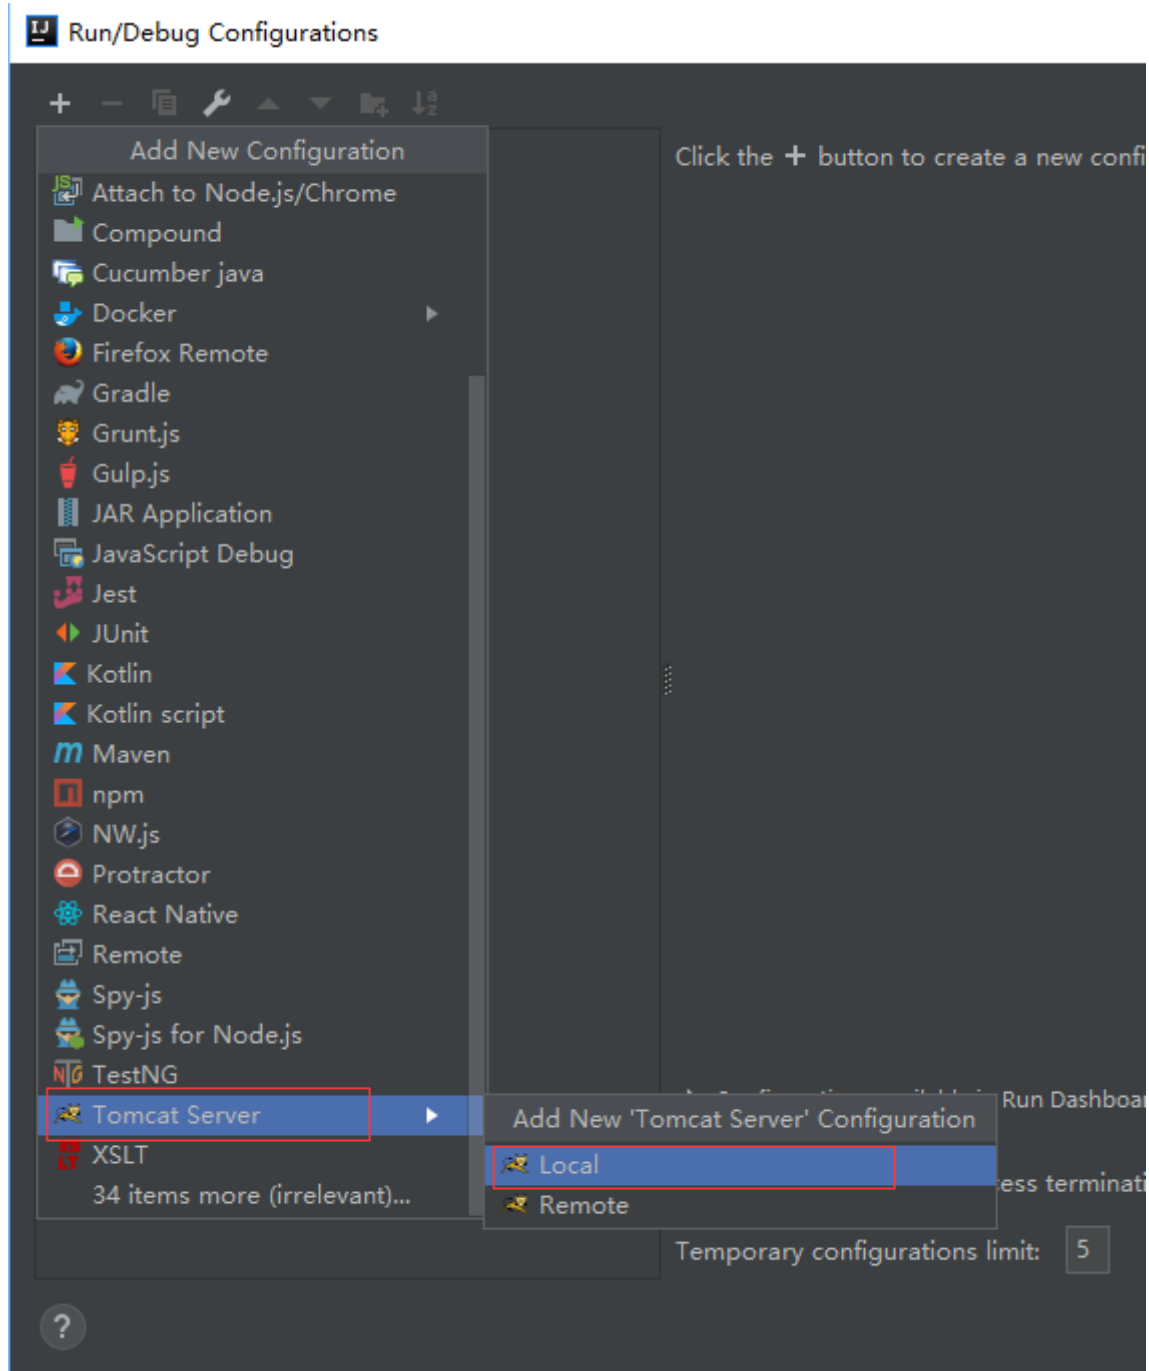 Run/Debug Configurations
Add New Configuration
Click the + button to create a new confi
Attach to Node.js/Chrome
Compound
Cucumber java
Docker
Firefox Remote
Gradle
Grunt.js
Gulp.js
JAR Application
JavaScript Debug
Jest
JUnit
Kotlin
Kotlin script
Maven
npm
NW.js
Protractor
React Native
Remote
Spy-js
Spy-js for Node.js
TestNG
Tomcat Server
XSLT
34 items more (irrelevant)...
Run Dashboar
Add New 'Tomcat Server' Configuration
Local
Remote
ess terminati
Temporary configurations limit: 5
?